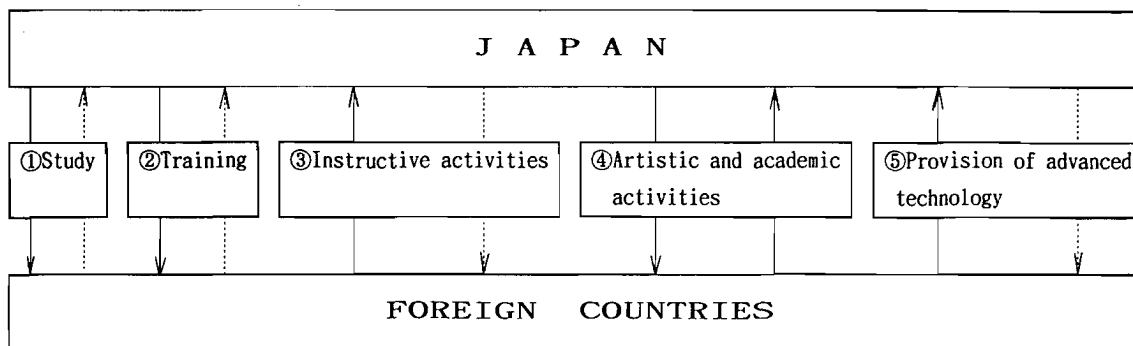 J A P A N
①Study
②Training
③Instructive activities
④Artistic and academic
activities
⑤Provision of advanced
technology
FOREIGN COUNTRIES